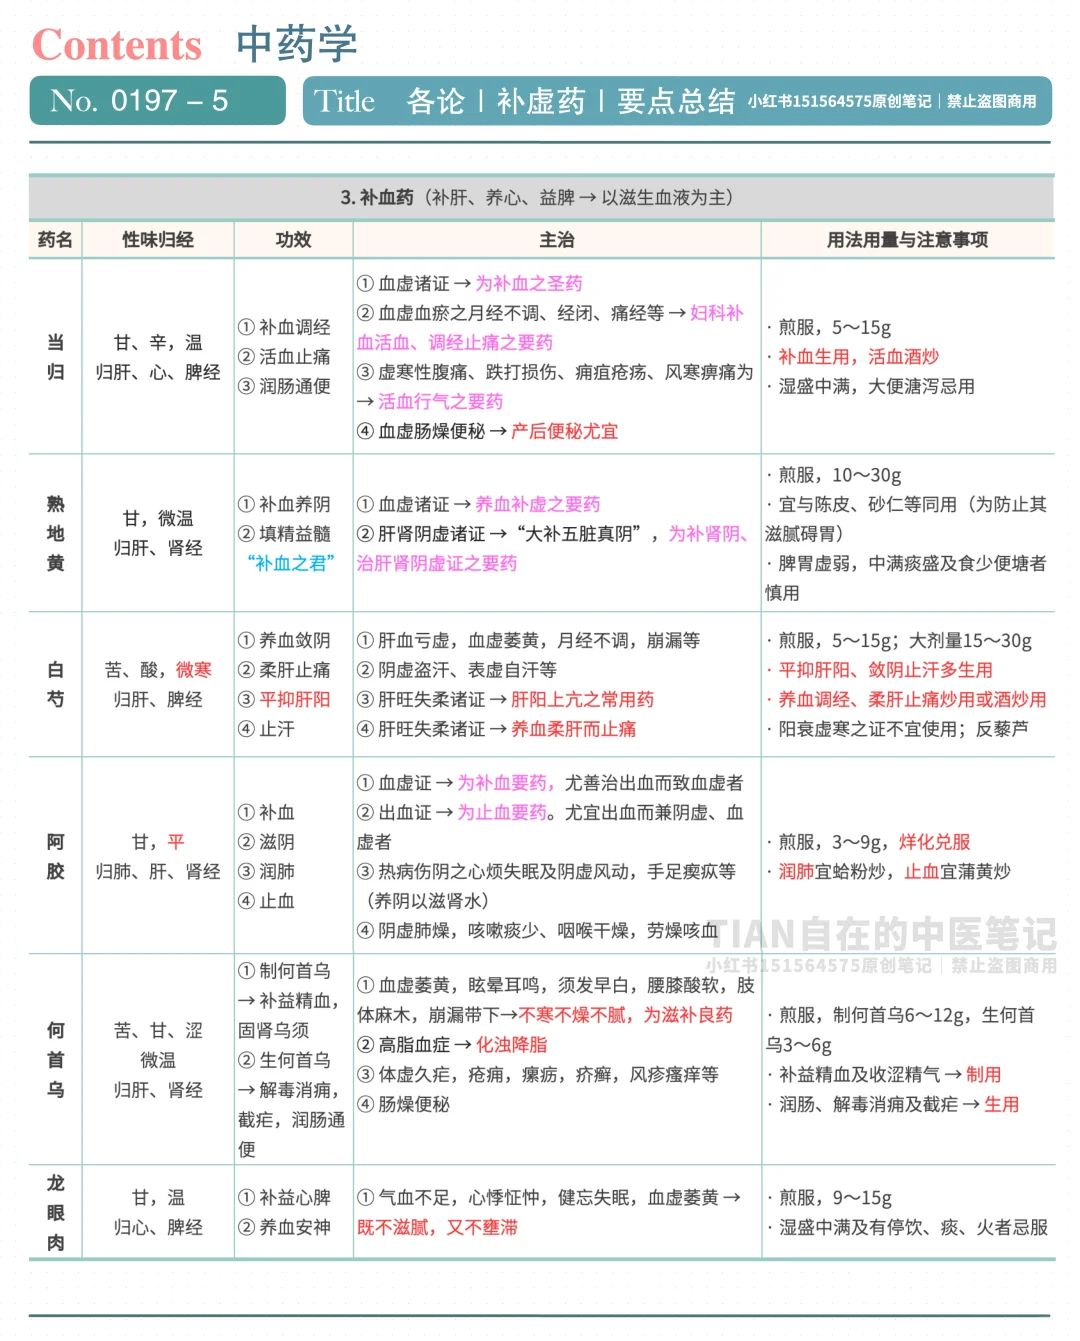 Contents 中药学
No. 0197 – 5
Title 各论丨补虚药丨要点总结 小红书151564575原创笔记｜禁止盗图商用
3. 补血药（补肝、养心、益脾 → 以滋生血液为主）
药名 性味归经 功效 主治 用法用量与注意事项
当
归
甘、辛，温
归肝、心、脾经
① 补血调经
② 活血止痛
③ 润肠通便
① 血虚诸证 → 为补血之圣药
② 血虚血瘀之月经不调、经闭、痛经等 → 妇科补
血活血、调经止痛之要药
③ 虚寒性腹痛、跌打损伤、痈疽疮疡、风寒痹痛为
→ 活血行气之要药
④ 血虚肠燥便秘 → 产后便秘尤宜
· 煎服，5～15g
· 补血生用，活血酒炒
· 湿盛中满，大便溏泻忌用
熟
地
黄
甘，微温
归肝、肾经
① 补血养阴
② 填精益髓
“补血之君”
① 血虚诸证 → 养血补虚之要药
② 肝肾阴虚诸证 → “大补五脏真阴”，为补肾阴、
治肝肾阴虚证之要药
· 煎服，10～30g
· 宜与陈皮、砂仁等同用（为防止其
滋腻碍胃）
· 脾胃虚弱，中满痰盛及食少便塘者
慎用
白
芍
苦、酸，微寒
归肝、脾经
① 养血敛阴
② 柔肝止痛
③ 平抑肝阳
④ 止汗
① 肝血亏虚，血虚萎黄，月经不调，崩漏等
② 阴虚盗汗、表虚自汗等
③ 肝旺失柔诸证 → 肝阳上亢之常用药
④ 肝旺失柔诸证 → 养血柔肝而止痛
· 煎服，5～15g；大剂量15～30g
· 平抑肝阳、敛阴止汗多生用
· 养血调经、柔肝止痛炒用或酒炒用
· 阳衰虚寒之证不宜使用；反藜芦
阿
胶
甘，平
归肺、肝、肾经
① 补血
② 滋阴
③ 润肺
④ 止血
① 血虚证 → 为补血要药，尤善治出血而致血虚者
② 出血证 → 为止血要药。尤宜出血而兼阴虚、血
虚者
③ 热病伤阴之心烦失眠及阴虚风动，手足瘈疭等
（养阴以滋肾水）
④ 阴虚肺燥，咳嗽痰少、咽喉干燥，劳燥咳血
· 煎服，3～9g，烊化兑服
· 润肺宜蛤粉炒，止血宜蒲黄炒
TIAN自在的中医笔记
小红书151564575原创笔记｜禁止盗图商用
何
首
乌
苦、甘、涩
微温
归肝、肾经
① 制何首乌
→ 补益精血，
固肾乌须
② 生何首乌
→ 解毒消痈，
截疟，润肠通
便
① 血虚萎黄，眩晕耳鸣，须发早白，腰膝酸软，肢
体麻木，崩漏带下→不寒不燥不腻，为滋补良药
② 高脂血症 → 化浊降脂
③ 体虚久疟，疮痈，瘰疬，疥癣，风疹瘙痒等
④ 肠燥便秘
· 煎服，制何首乌6～12g，生何首
乌3～6g
· 补益精血及收涩精气 → 制用
· 润肠、解毒消痈及截疟 → 生用
龙
眼
肉
甘，温
归心、脾经
① 补益心脾
② 养血安神
① 气血不足，心悸怔忡，健忘失眠，血虚萎黄 →
既不滋腻，又不壅滞
· 煎服，9～15g
· 湿盛中满及有停饮、痰、火者忌服